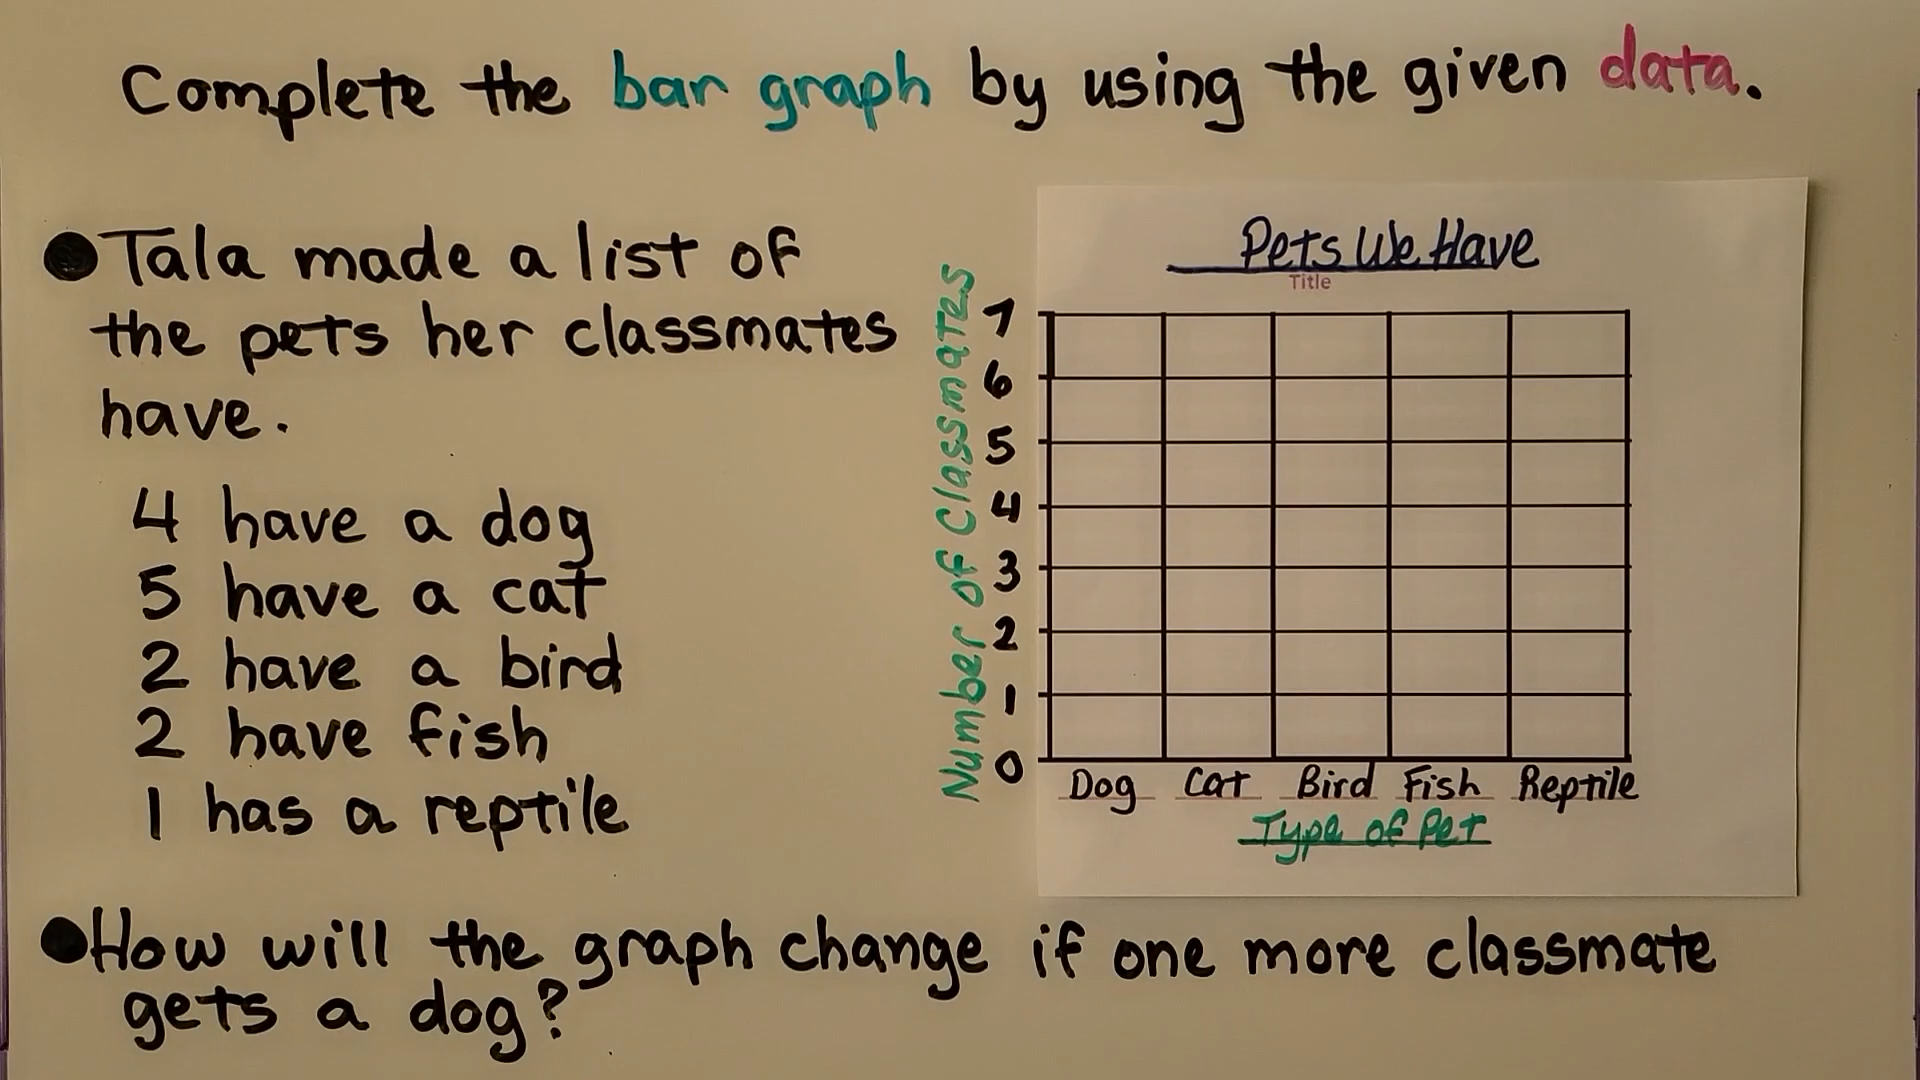 Complete the bar graph by using the given data.
Tala made a list of
the pets her classmates
have.
4 have a dog
5 have a cat
2 have a bird
2 have fish
1 has a reptile
Pets We Have
Title
Number of Classmates
7
6
5
4
3
2
1
0
Dog Cat Bird Fish Reptile
Type of Pet
How will the graph change if one more classmate
gets a dog?